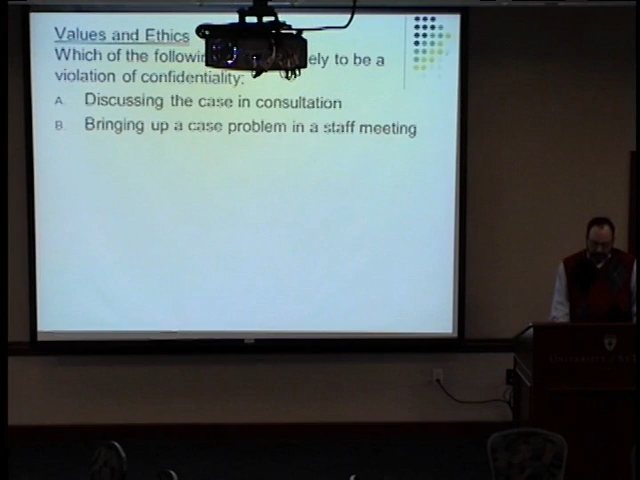 Values and Ethics
Which of the ely to be a
violation of confidentiality:
A. Discussing the case in consultation
B. Bringing up a case problem in a staff meeting